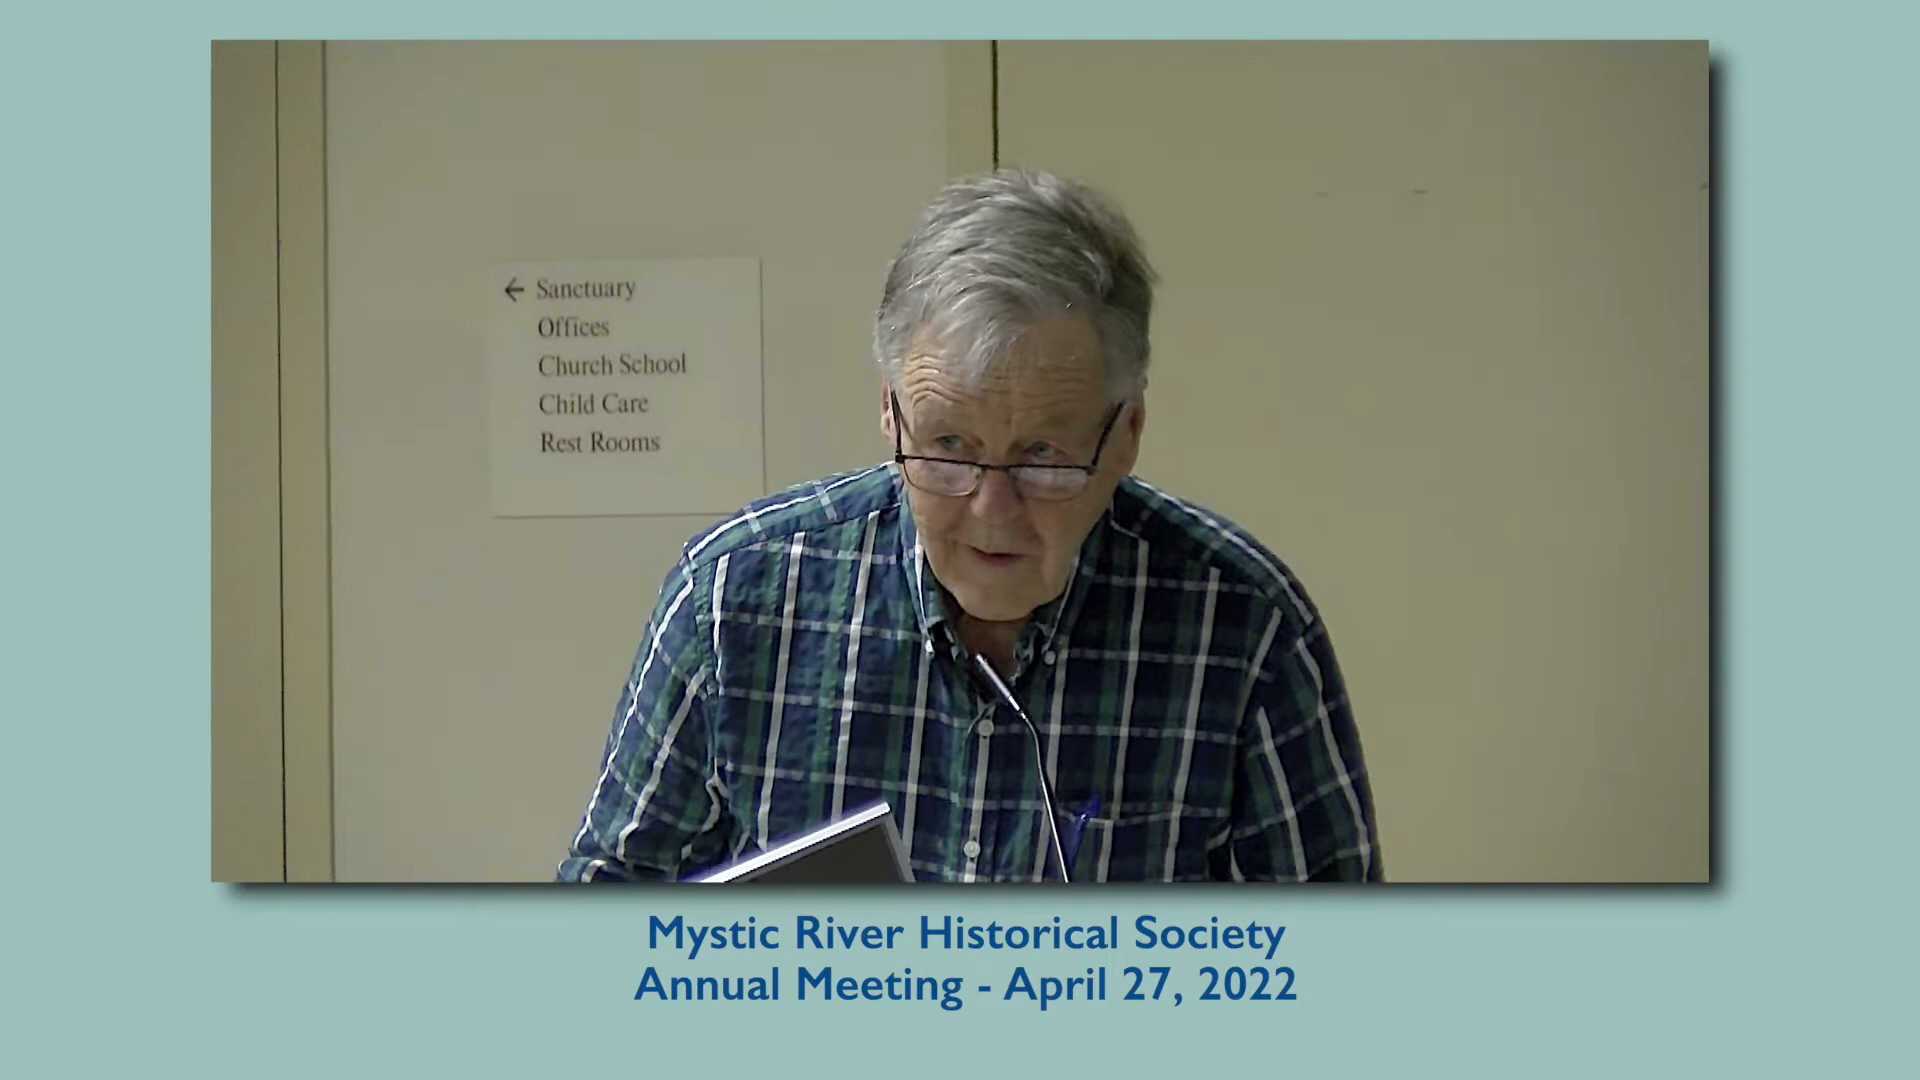 ← Sanctuary
Offices
Church School
Child Care
Rest Rooms
Mystic River Historical Society
Annual Meeting - April 27, 2022